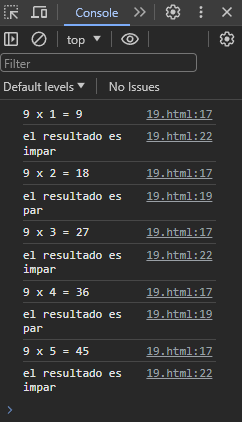 Console
top
Filter
Default levels No Issues
9 x 1 = 9 19.html:17
el resultado es 19.html:22
impar
9 x 2 = 18 19.html:17
el resultado es 19.html:19
par
9 x 3 = 27 19.html:17
el resultado es 19.html:22
impar
9 x 4 = 36 19.html:17
el resultado es 19.html:19
par
9 x 5 = 45 19.html:17
el resultado es 19.html:22
impar